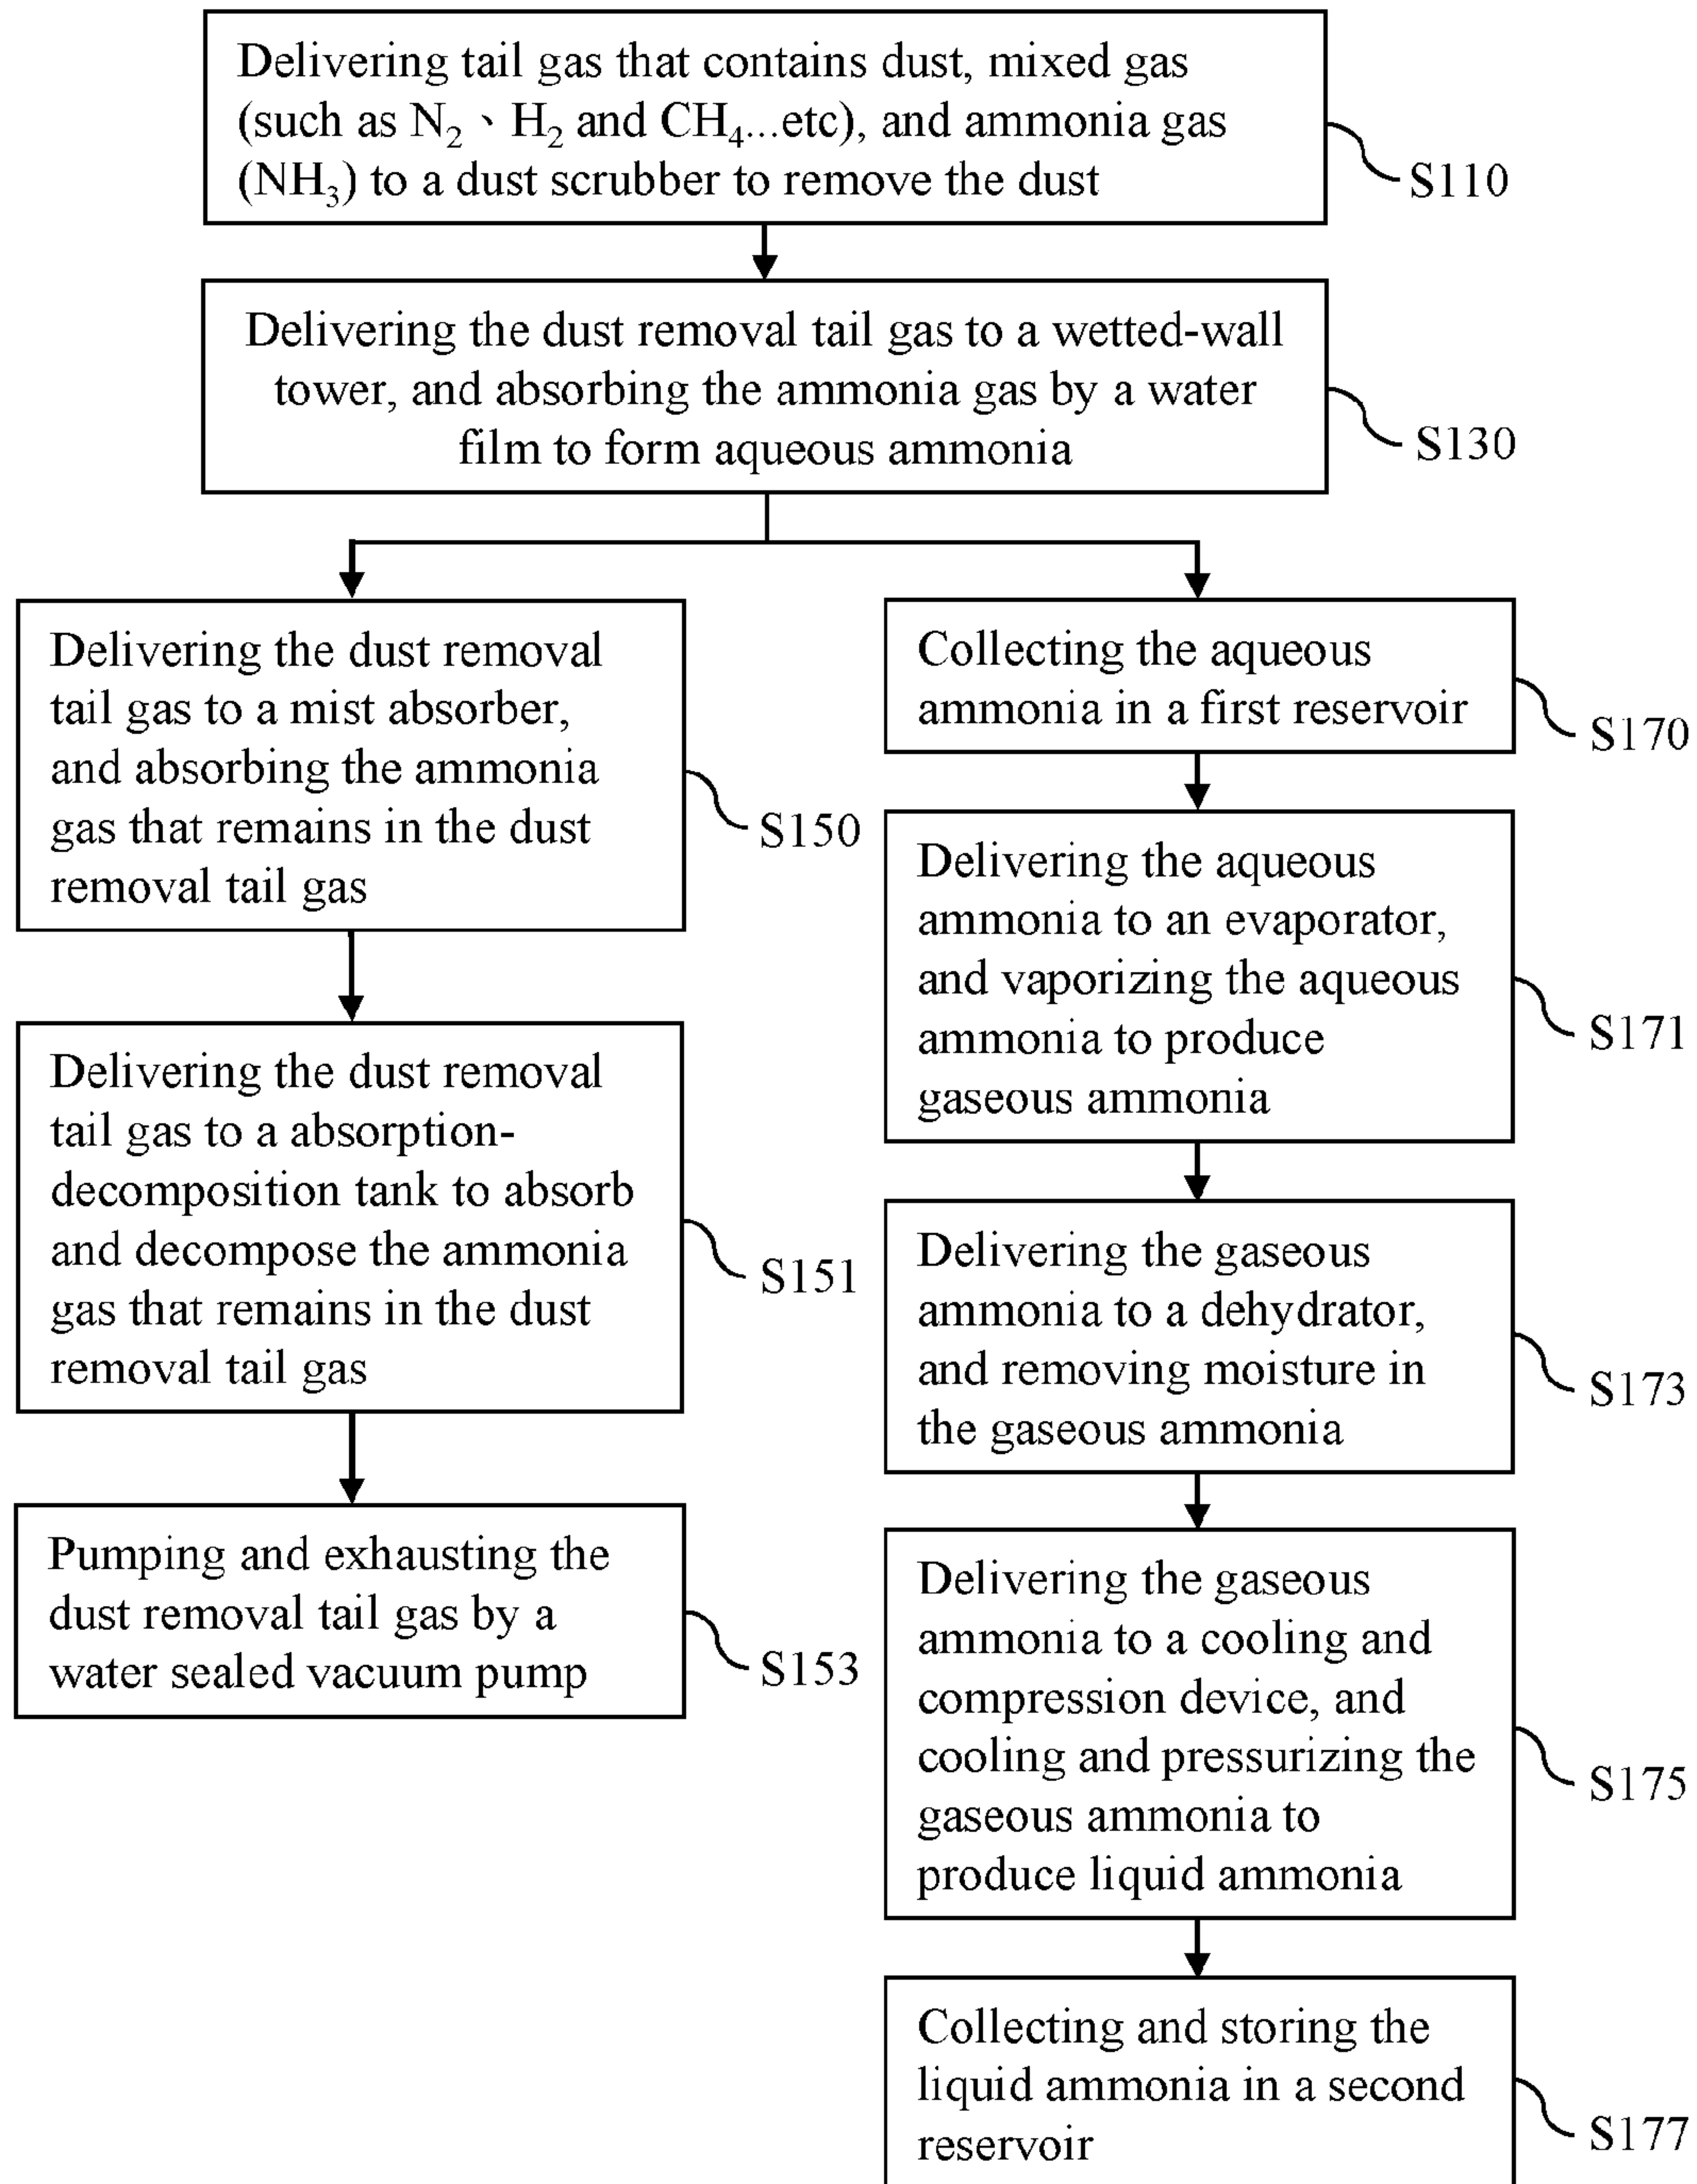 Delivering tail gas that contains dust, mixed gas
(such as N₂、H₂ and CH₄...etc), and ammonia gas
(NH₃) to a dust scrubber to remove the dust
S110
Delivering the dust removal tail gas to a wetted-wall
tower, and absorbing the ammonia gas by a water
film to form aqueous ammonia
S130
Delivering the dust removal
tail gas to a mist absorber,
and absorbing the ammonia
gas that remains in the dust
removal tail gas
S150
Delivering the dust removal
tail gas to a absorption-
decomposition tank to absorb
and decompose the ammonia
gas that remains in the dust
removal tail gas
S151
Pumping and exhausting the
dust removal tail gas by a
water sealed vacuum pump
S153
Collecting the aqueous
ammonia in a first reservoir
S170
Delivering the aqueous
ammonia to an evaporator,
and vaporizing the aqueous
ammonia to produce
gaseous ammonia
S171
Delivering the gaseous
ammonia to a dehydrator,
and removing moisture in
the gaseous ammonia
S173
Delivering the gaseous
ammonia to a cooling and
compression device, and
cooling and pressurizing the
gaseous ammonia to
produce liquid ammonia
S175
Collecting and storing the
liquid ammonia in a second
reservoir
S177